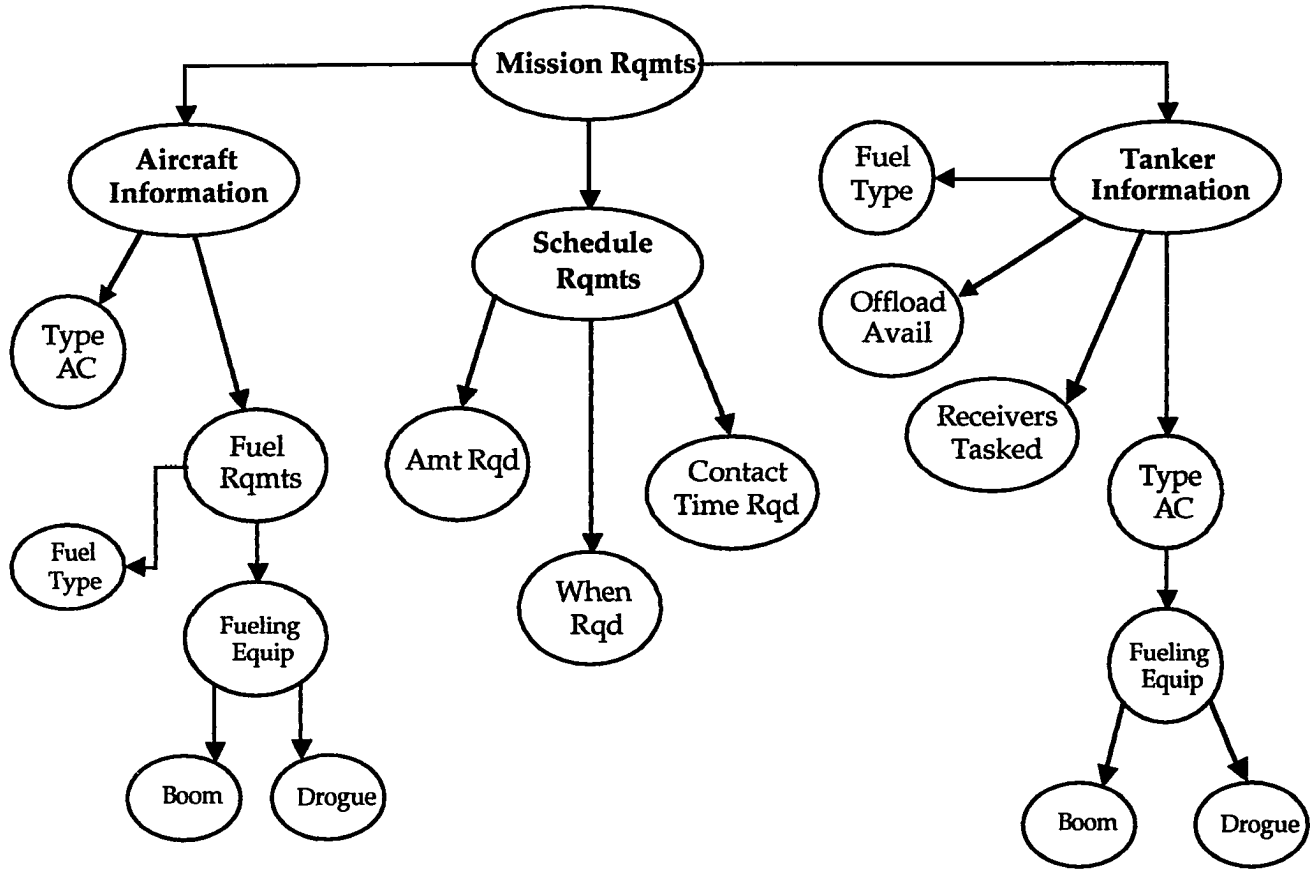 Mission Rqmts
Aircraft
Information
Type
AC
Fuel
Rqmts
Fuel
Type
Fueling
Equip
Boom
Drogue
Schedule
Rqmts
Amt Rqd
When
Rqd
Contact
Time Rqd
Tanker
Information
Fuel
Type
Offload
Avail
Receivers
Tasked
Type
AC
Fueling
Equip
Boom
Drogue